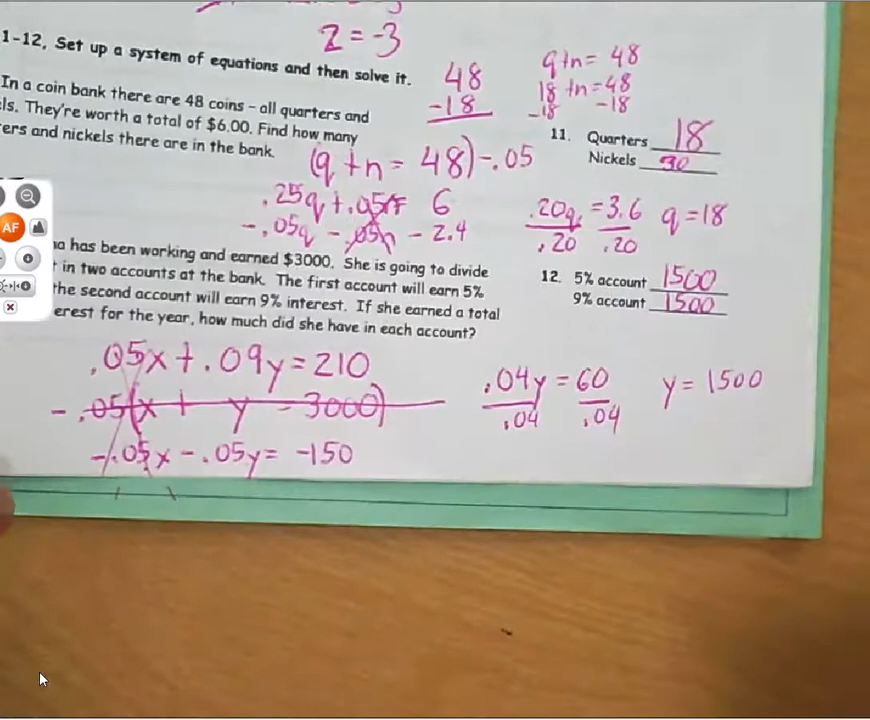 z = -3
1-12, Set up a system of equations and then solve it.
In a coin bank there are 48 coins - all quarters and
ls. They're worth a total of $6.00. Find how many
ers and nickels there are in the bank.
48
-18
q+n = 48
18 +n=48
-18 -18
11. Quarters 18
Nickels 30
(q + n = 48) -.05
.25q + .05n = 6
-.05q - .05n - 2.4
.20q = 3.6 q = 18
.20 .20
a has been working and earned $3000. She is going to divide
t in two accounts at the bank. The first account will earn 5%
the second account will earn 9% interest. If she earned a total
erest for the year, how much did she have in each account?
12. 5% account 1500
9% account 1500
.05x + .09y = 210
-.05(x + y = 3000)
-.05x - .05y = -150
.04y = 60 y = 1500
.04 .04
AF